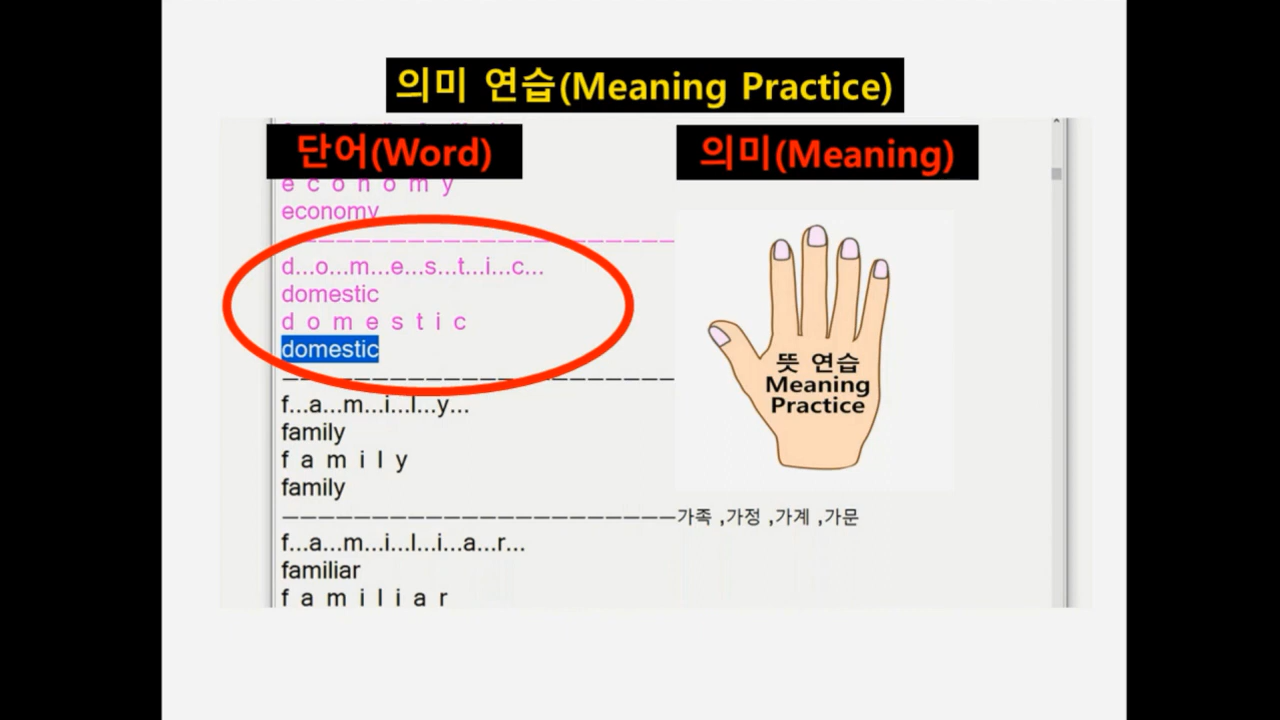 의미 연습(Meaning Practice)
단어(Word)
의미(Meaning)
e c o n o m y
economy
d...o...m...e...s...t...i...c...
domestic
d o m e s t i c
domestic
f...a...m...i...l...y...
family
f a m i l y
family
가족 ,가정 ,가계 ,가문
f...a...m...i...l...i...a...r...
familiar
f a m i l i a r
뜻 연습
Meaning
Practice